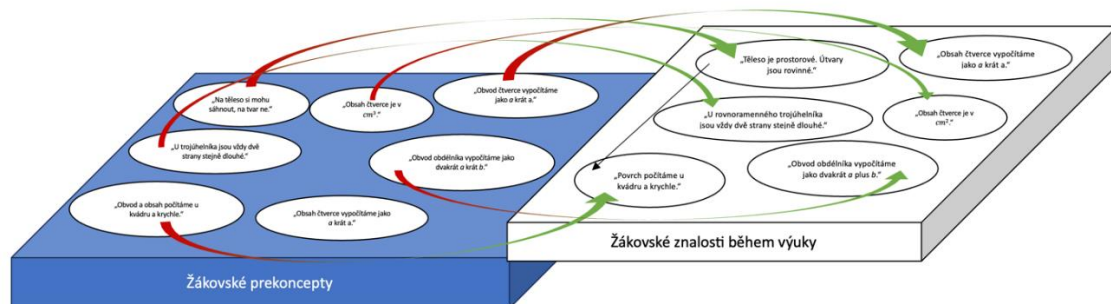 „Těleso je prostorové. Útvary
jsou rovinné.“
„Obsah čtverce vypočítáme
jako a krát a.“
„Na těleso si mohu
sáhnout, na tvar ne.“
„Obsah čtverce je v
cm³.“
„Obvod čtverce vypočítáme
jako a krát a.“
„U rovnoramenného trojúhelníka
jsou vždy dvě strany stejně dlouhé.“
„Obsah čtverce je v
cm².“
„U trojúhelníka jsou vždy dvě
strany stejně dlouhé.“
„Obvod obdélníka vypočítáme jako
dvakrát a krát b.“
„Povrch počítáme u
kvádru a krychle.“
„Obvod obdélníka vypočítáme
jako dvakrát a plus b.“
„Obvod a obsah počítáme u
kvádru a krychle.“
„Obsah čtverce vypočítáme jako
a krát a.“
Žákovské znalosti během výuky
Žákovské prekoncepty